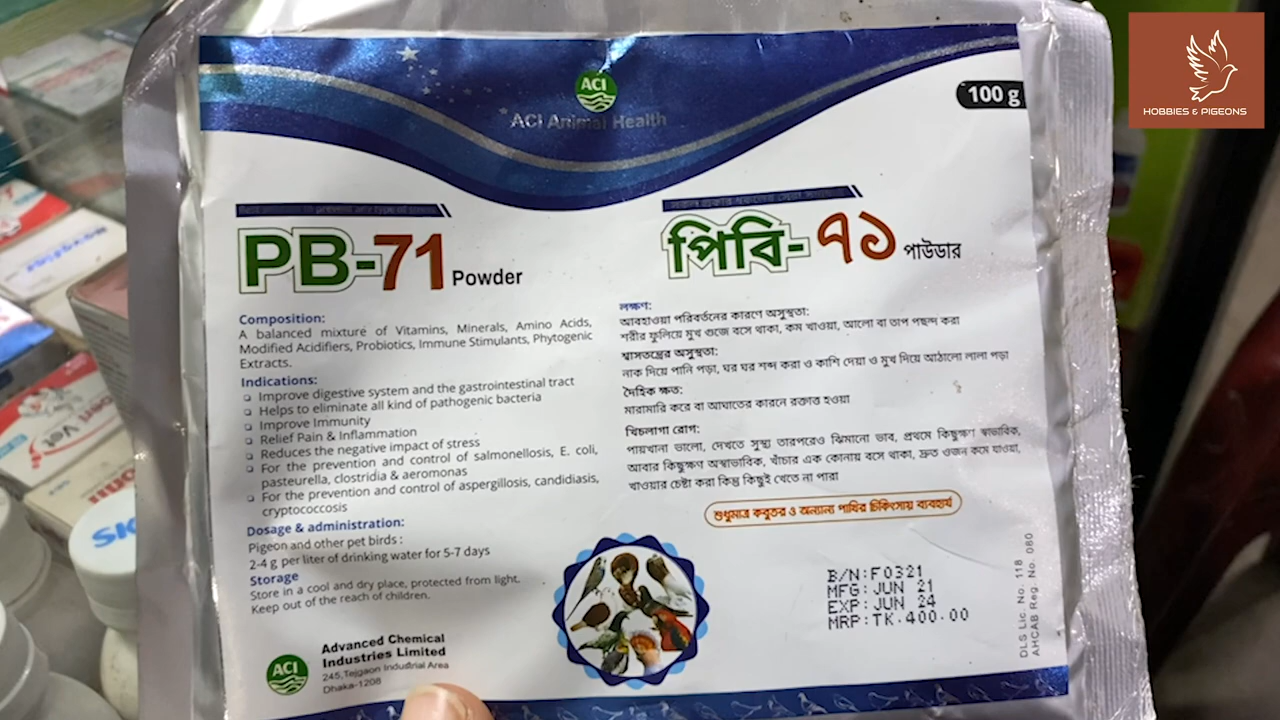 HOBBIES & PIGEONS
ACI
ACI Animal Health
100 g
PB-71 Powder
Composition:
A balanced mixture of Vitamins, Minerals, Amino Acids,
Modified Acidifiers, Probiotics, Immune Stimulants, Phytogenic
Extracts.
Indications:
Improve digestive system and the gastrointestinal tract
Helps to eliminate all kind of pathogenic bacteria
Improve Immunity
Relief Pain & Inflammation
Reduces the negative impact of stress
For the prevention and control of salmonellosis, E. coli,
pasteurella, clostridia & aeromonas
For the prevention and control of aspergillosis, candidiasis,
cryptococcosis
Dosage & administration:
Pigeon and other pet birds :
2-4 g per liter of drinking water for 5-7 days
Storage
Store in a cool and dry place, protected from light.
Keep out of the reach of children.
ACI
Advanced Chemical
Industries Limited
245,Tejgaon Industrial Area
Dhaka-1208
পিবি-৭১ পাউডার
লক্ষণ:
আবহাওয়া পরিবর্তনের কারণে অসুস্থতা:
শরীর ফুলিয়ে মুখ গুজে বসে থাকা, কম খাওয়া, আলো বা তাপ পছন্দ করা
শ্বাসতন্ত্রের অসুস্থতা:
নাক দিয়ে পানি পড়া, ঘর ঘর শব্দ করা ও কাশি দেয়া ও মুখ দিয়ে আঠালো লালা পড়া
দৈহিক ক্ষত:
মারামারি করে বা আঘাতের কারনে রক্তাক্ত হওয়া
খিচলাগা রোগ:
পায়খানা ভালো, দেখতে সুস্থ্য তারপরেও ঝিমানো ভাব, প্রথমে কিছুক্ষণ স্বাভাবিক,
আবার কিছুক্ষণ অস্বাভাবিক, খাঁচার এক কোনায় বসে থাকা, দ্রুত ওজন কমে যাওয়া,
খাওয়ার চেষ্টা করা কিন্তু কিছুই খেতে না পারা
শুধুমাত্র কবুতর ও অন্যান্য পাখির চিকিৎসায় ব্যবহার্য
B/N:F0321
MFG: JUN 21
EXP: JUN 24
MRP:TK.400.00
DLS Lic. No. 118
AHCAB Reg. No. 080